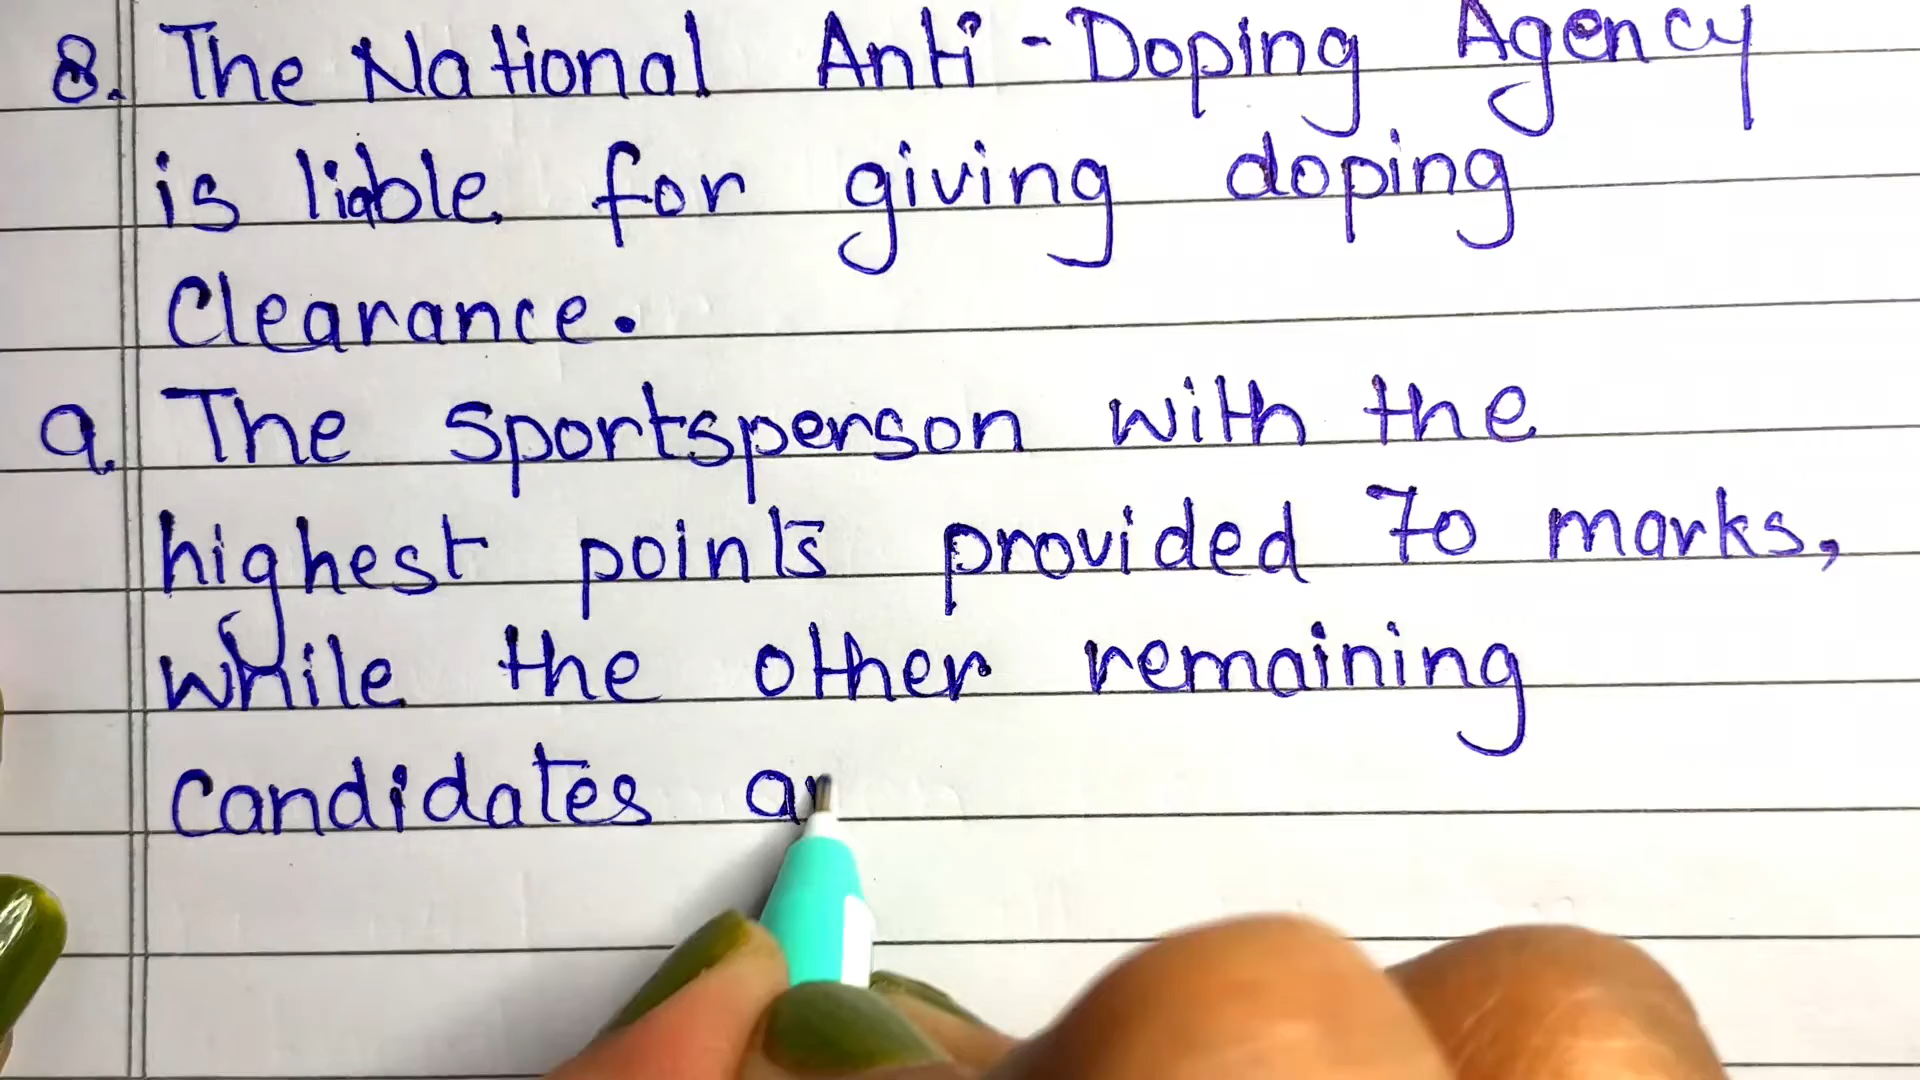 8. The National Anti-Doping Agency
is liable for giving doping
Clearance.
9. The sportsperson with the
highest points provided 70 marks,
while the other remaining
candidates